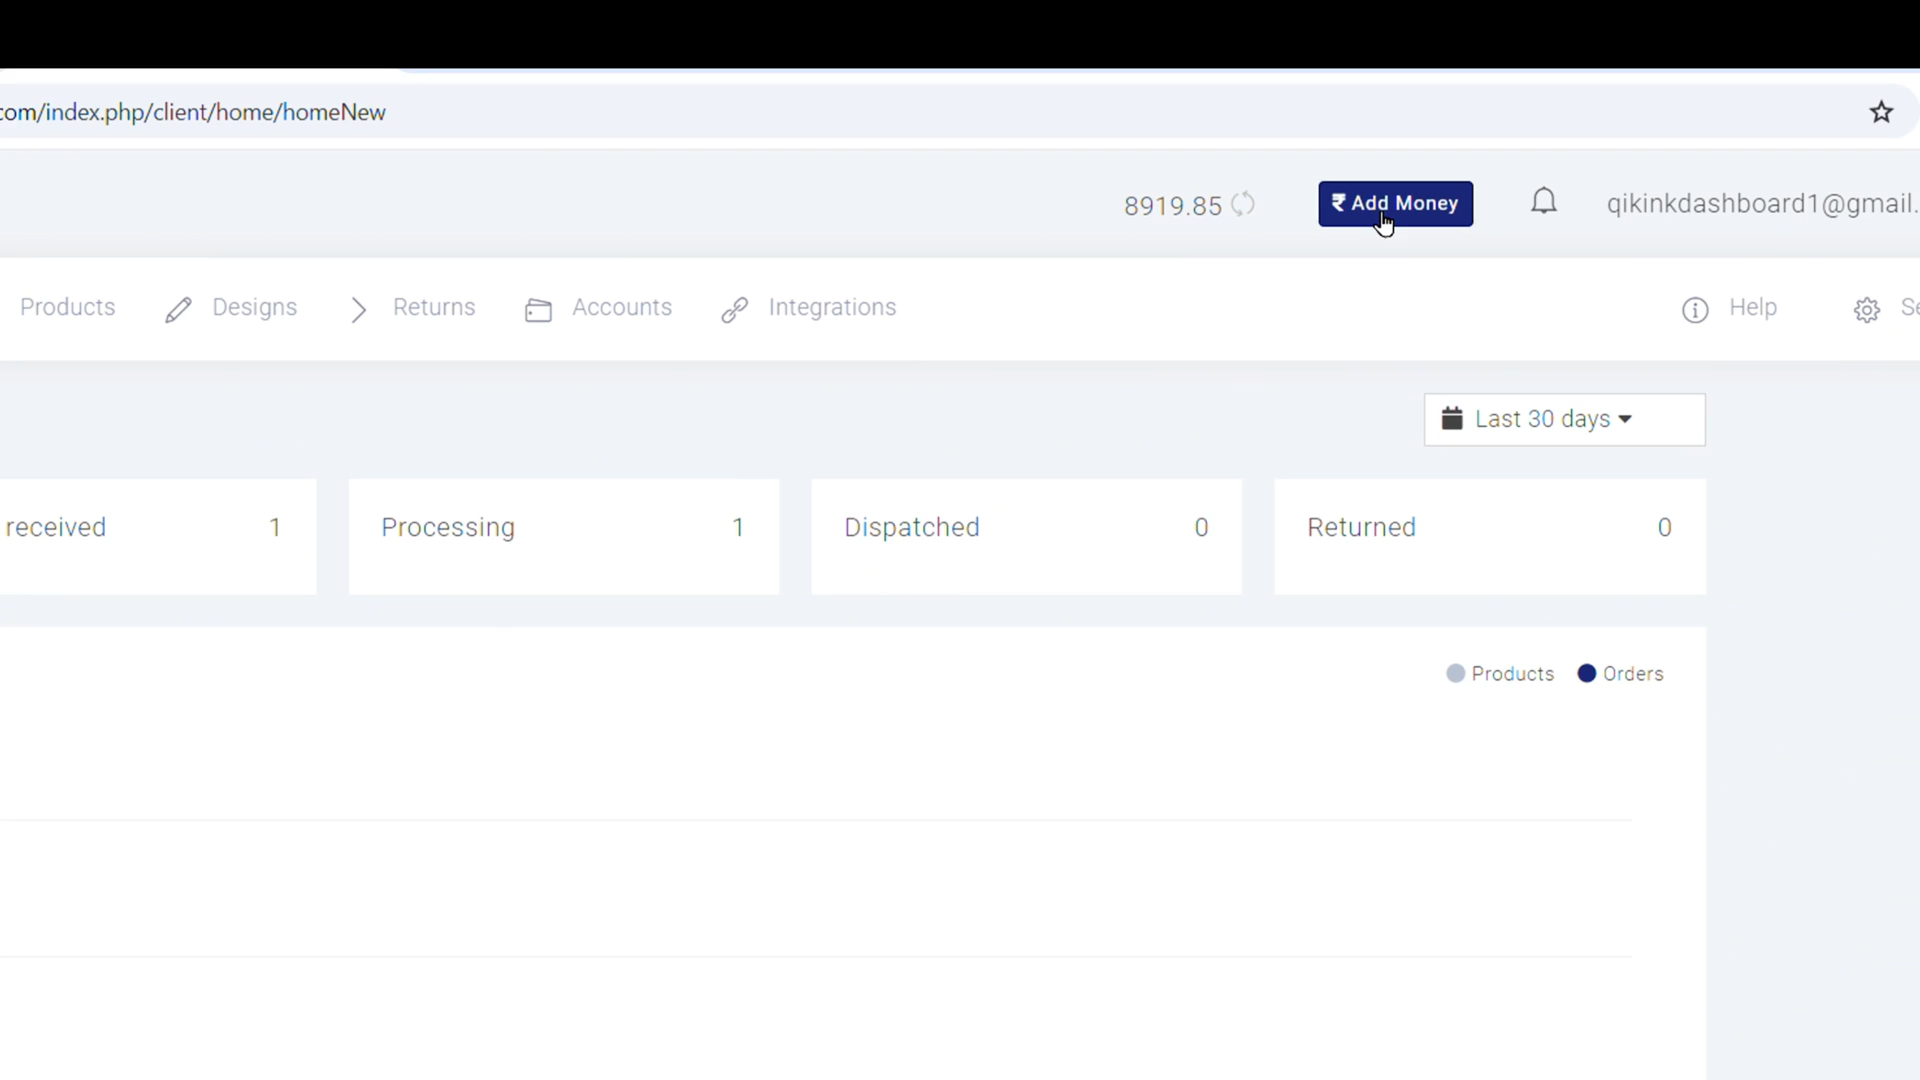 com/index.php/client/home/homeNew
8919.85 ₹ Add Money qikinkdashboard1@gmail.
Products Designs Returns Accounts Integrations Help Se
Last 30 days
received 1 Processing 1 Dispatched 0 Returned 0
Products Orders